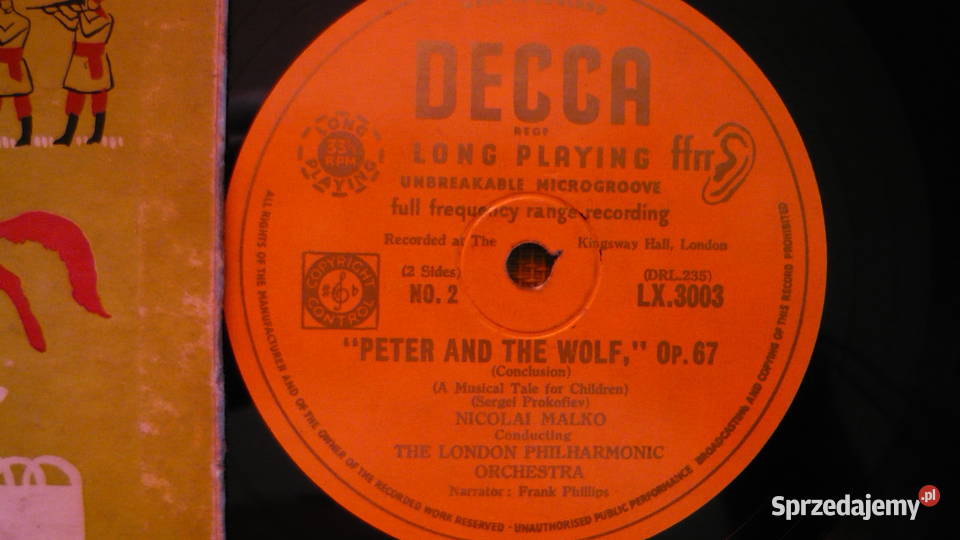 DECCA
REGD
LONG PLAYING
33⅓
RPM
LONG PLAYING ffrr
UNBREAKABLE MICROGROOVE
full frequency range recording
Recorded at The Kingsway Hall, London
(2 Sides) (DRL.235)
NO. 2 LX.3003
COPYRIGHT
CONTROL
"PETER AND THE WOLF," OP. 67
(Conclusion)
(A Musical Tale for Children)
(Sergei Prokofiev)
NICOLAI MALKO
Conducting
THE LONDON PHILHARMONIC
ORCHESTRA
Narrator : Frank Phillips
ALL RIGHTS OF THE MANUFACTURER AND OF THE OWNER OF THE RECORDED WORK RESERVED - UNAUTHORISED PUBLIC PERFORMANCE BROADCASTING AND COPYING OF THIS RECORD PROHIBITED
Sprzedajemy.pl